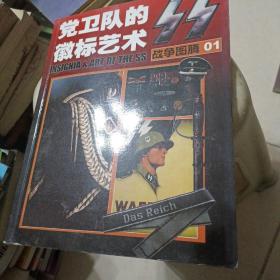 党卫队的
徽标艺术
INSIGNIA & ART OF THE SS
战争图腾 01
Das Reich